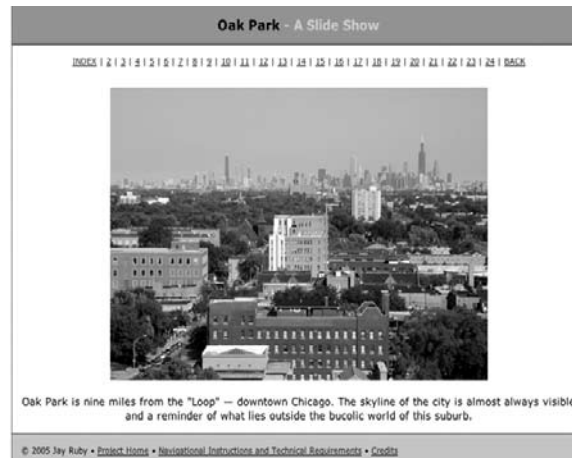 Oak Park - A Slide Show
INDEX | 2 | 3 | 4 | 5 | 6 | 7 | 8 | 9 | 10 | 11 | 12 | 13 | 14 | 15 | 16 | 17 | 18 | 19 | 20 | 21 | 22 | 23 | 24 | BACK
Oak Park is nine miles from the "Loop" — downtown Chicago. The skyline of the city is almost always visible
and a reminder of what lies outside the bucolic world of this suburb.
© 2005 Jay Ruby • Project Home • Navigational Instructions and Technical Requirements • Credits